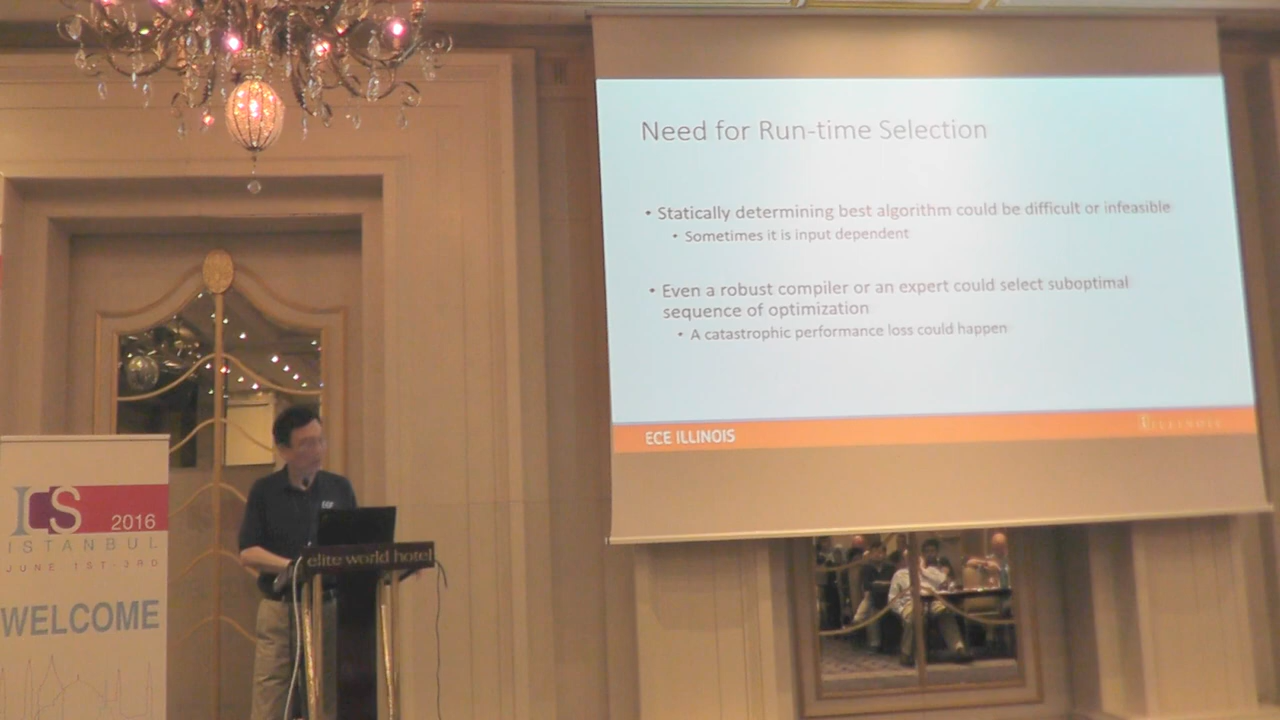 Need for Run-time Selection
• Statically determining best algorithm could be difficult or infeasible
• Sometimes it is input dependent
• Even a robust compiler or an expert could select suboptimal
sequence of optimization
• A catastrophic performance loss could happen
ECE ILLINOIS
ILLINOIS
ICS
2016
ISTANBUL
JUNE 1ST-3RD
WELCOME
elite world hotel